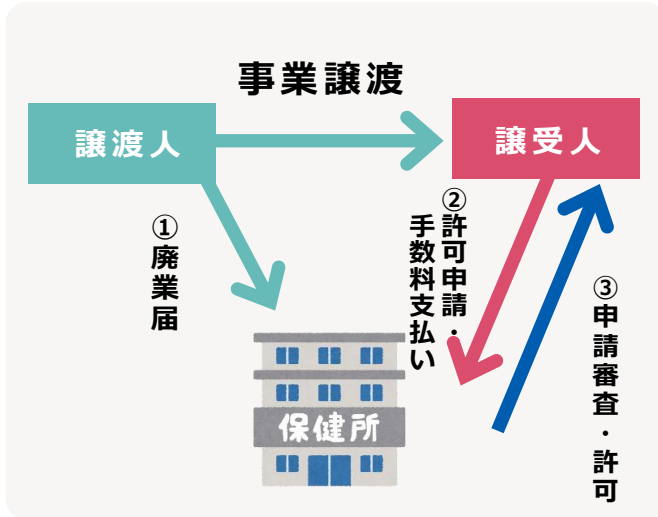 事業譲渡
譲渡人
譲受人
①廃業届
②許可申請・
手数料支払い
③申請審査・許可
保健所